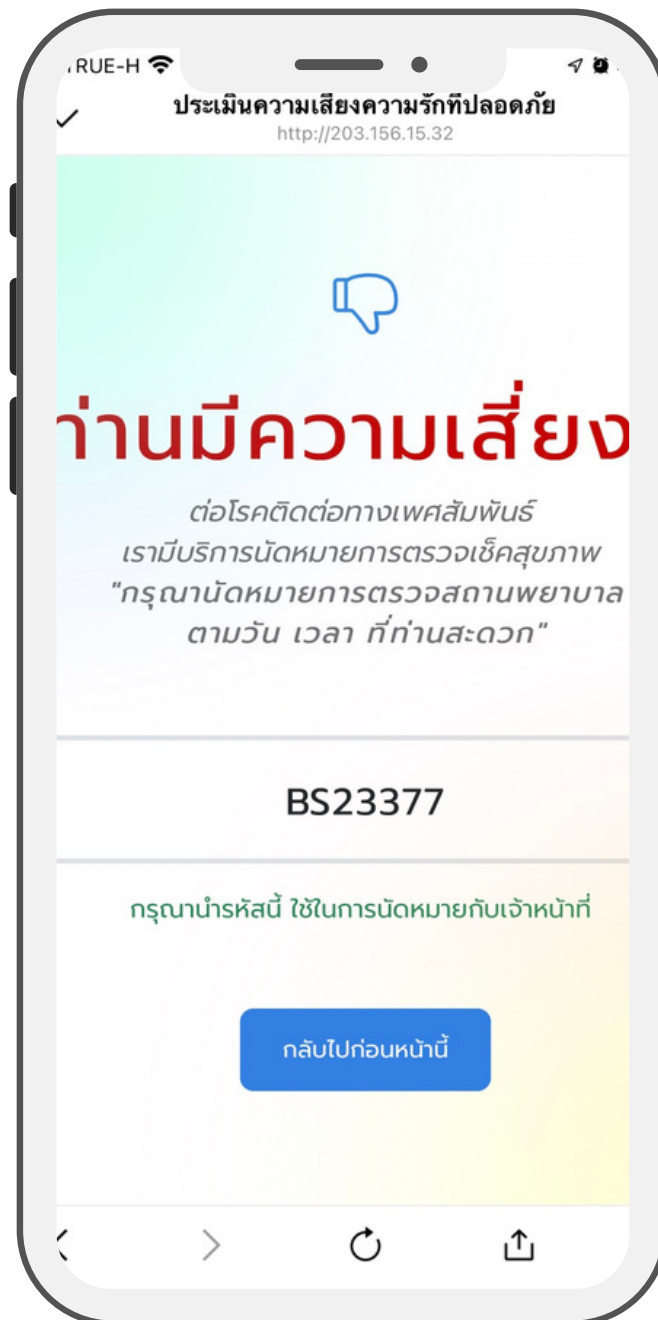 RUE-H
ประเมินความเสี่ยงความรักที่ปลอดภัย
http://203.156.15.32
ท่านมีความเสี่ยง
ต่อโรคติดต่อทางเพศสัมพันธ์
เรามีบริการนัดหมายการตรวจเช็คสุขภาพ
"กรุณานัดหมายการตรวจสถานพยาบาล
ตามวัน เวลา ที่ท่านสะดวก"
BS23377
กรุณานำรหัสนี้ ใช้ในการนัดหมายกับเจ้าหน้าที่
กลับไปก่อนหน้านี้